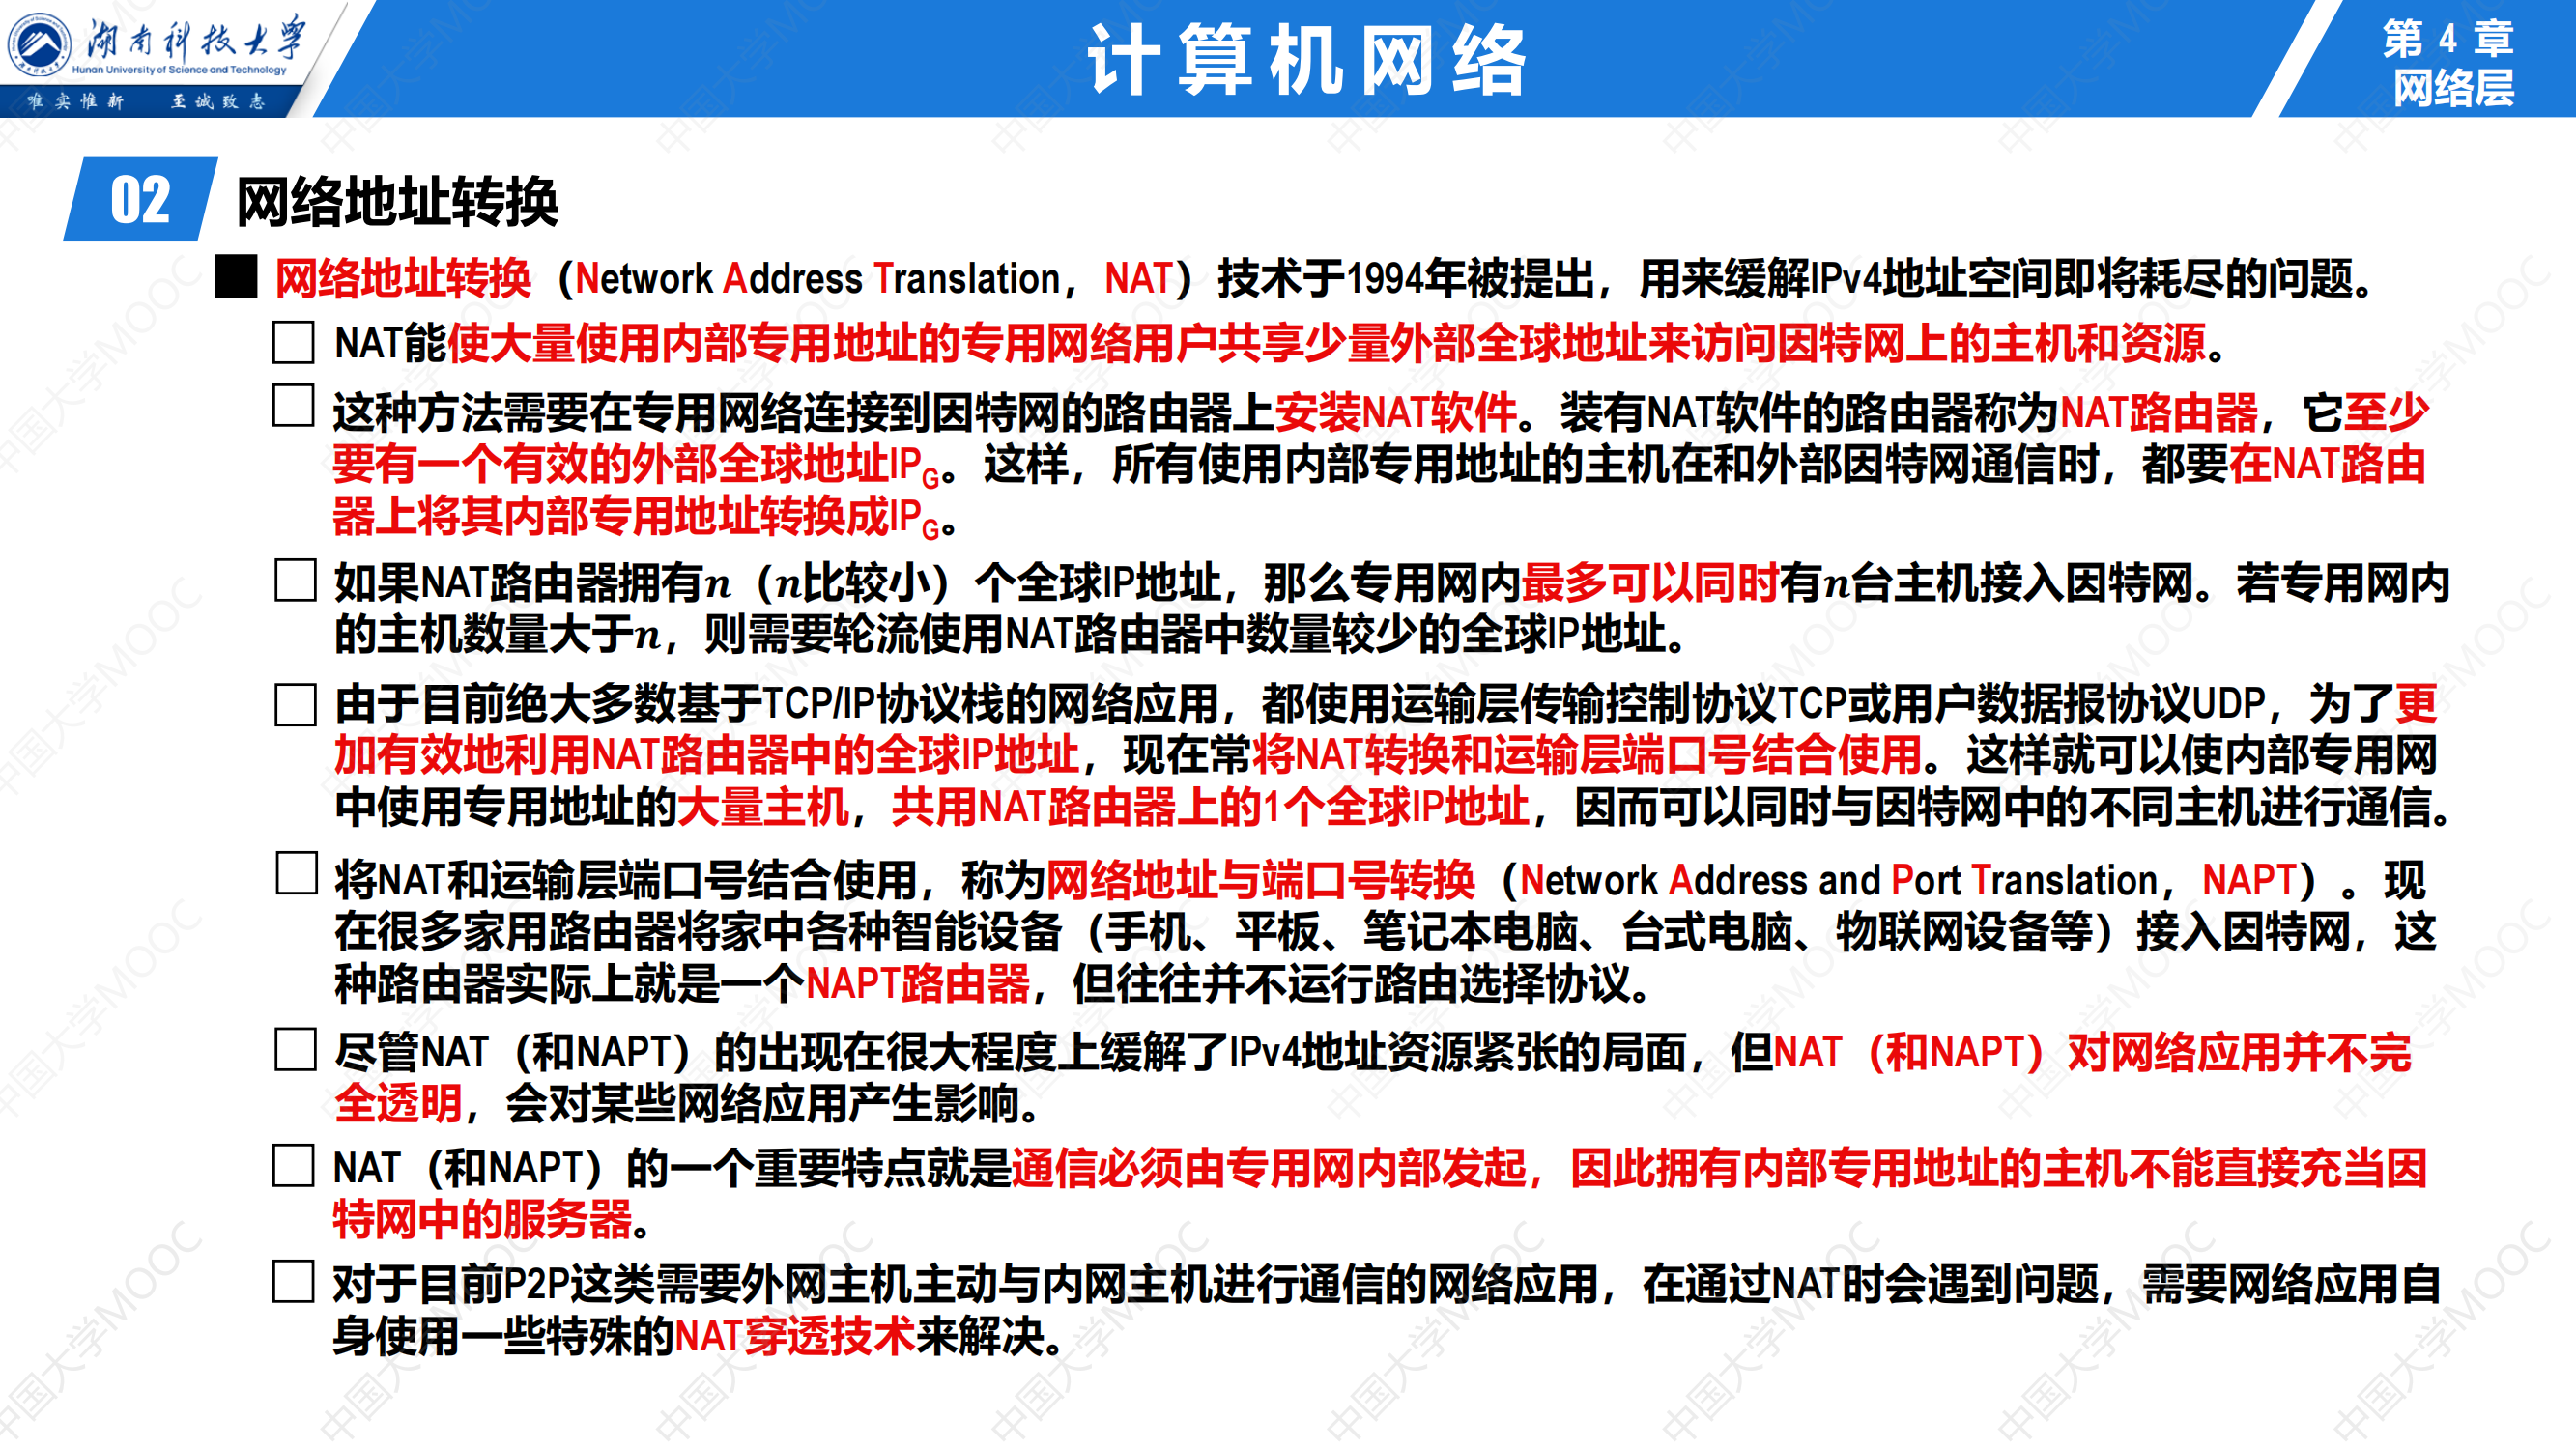 湖南科技大学
Hunan University of Science and Technology
唯实惟新 至诚致志
计算机网络
第 4 章
网络层
02 网络地址转换
网络地址转换（Network Address Translation，NAT）技术于1994年被提出，用来缓解IPv4地址空间即将耗尽的问题。
NAT能使大量使用内部专用地址的专用网络用户共享少量外部全球地址来访问因特网上的主机和资源。
这种方法需要在专用网络连接到因特网的路由器上安装NAT软件。装有NAT软件的路由器称为NAT路由器，它至少
要有一个有效的外部全球地址IPG。这样，所有使用内部专用地址的主机在和外部因特网通信时，都要在NAT路由
器上将其内部专用地址转换成IPG。
如果NAT路由器拥有n（n比较小）个全球IP地址，那么专用网内最多可以同时有n台主机接入因特网。若专用网内
的主机数量大于n，则需要轮流使用NAT路由器中数量较少的全球IP地址。
由于目前绝大多数基于TCP/IP协议栈的网络应用，都使用运输层传输控制协议TCP或用户数据报协议UDP，为了更
加有效地利用NAT路由器中的全球IP地址，现在常将NAT转换和运输层端口号结合使用。这样就可以使内部专用网
中使用专用地址的大量主机，共用NAT路由器上的1个全球IP地址，因而可以同时与因特网中的不同主机进行通信。
将NAT和运输层端口号结合使用，称为网络地址与端口号转换（Network Address and Port Translation，NAPT）。现
在很多家用路由器将家中各种智能设备（手机、平板、笔记本电脑、台式电脑、物联网设备等）接入因特网，这
种路由器实际上就是一个NAPT路由器，但往往并不运行路由选择协议。
尽管NAT（和NAPT）的出现在很大程度上缓解了IPv4地址资源紧张的局面，但NAT（和NAPT）对网络应用并不完
全透明，会对某些网络应用产生影响。
NAT（和NAPT）的一个重要特点就是通信必须由专用网内部发起，因此拥有内部专用地址的主机不能直接充当因
特网中的服务器。
对于目前P2P这类需要外网主机主动与内网主机进行通信的网络应用，在通过NAT时会遇到问题，需要网络应用自
身使用一些特殊的NAT穿透技术来解决。
中国大学MOOC